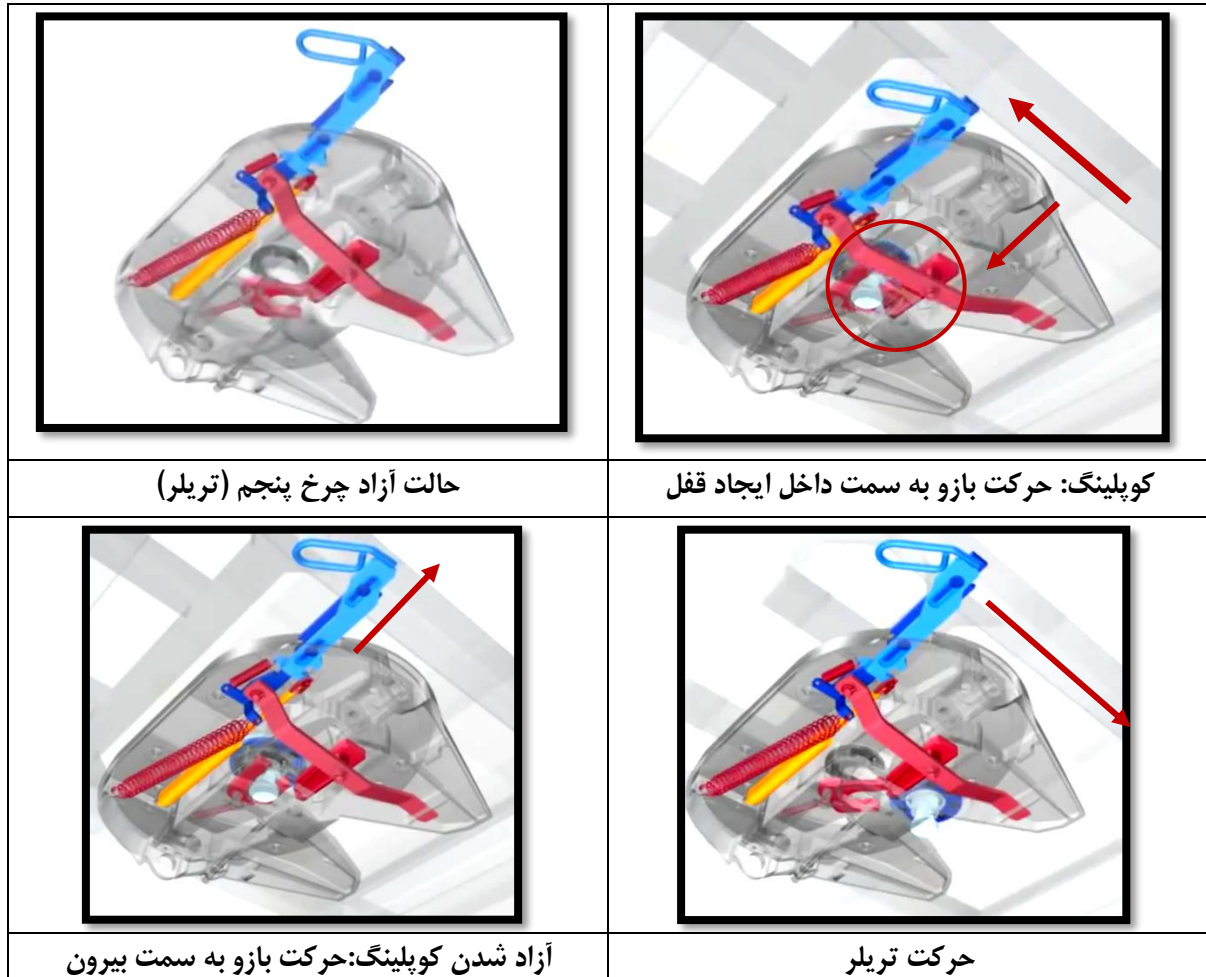 حالت آزاد چرخ پنجم (تریلر)
کوپلینگ: حرکت بازو به سمت داخل ایجاد قفل
آزاد شدن کوپلینگ:حرکت بازو به سمت بیرون
حرکت تریلر